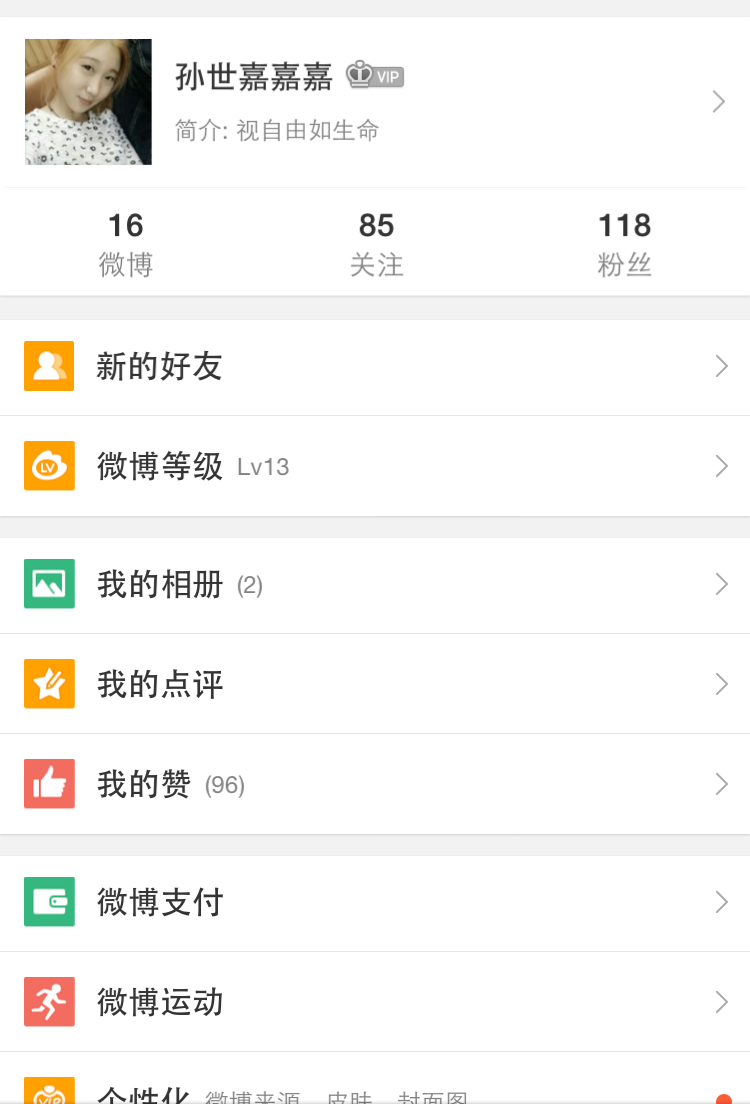 孙世嘉嘉嘉 VIP
简介: 视自由如生命
16 85 118
微博 关注 粉丝
新的好友
LV 微博等级 Lv13
我的相册 (2)
我的点评
我的赞 (96)
微博支付
微博运动
VIP 个性化 微博来源、皮肤、封面图